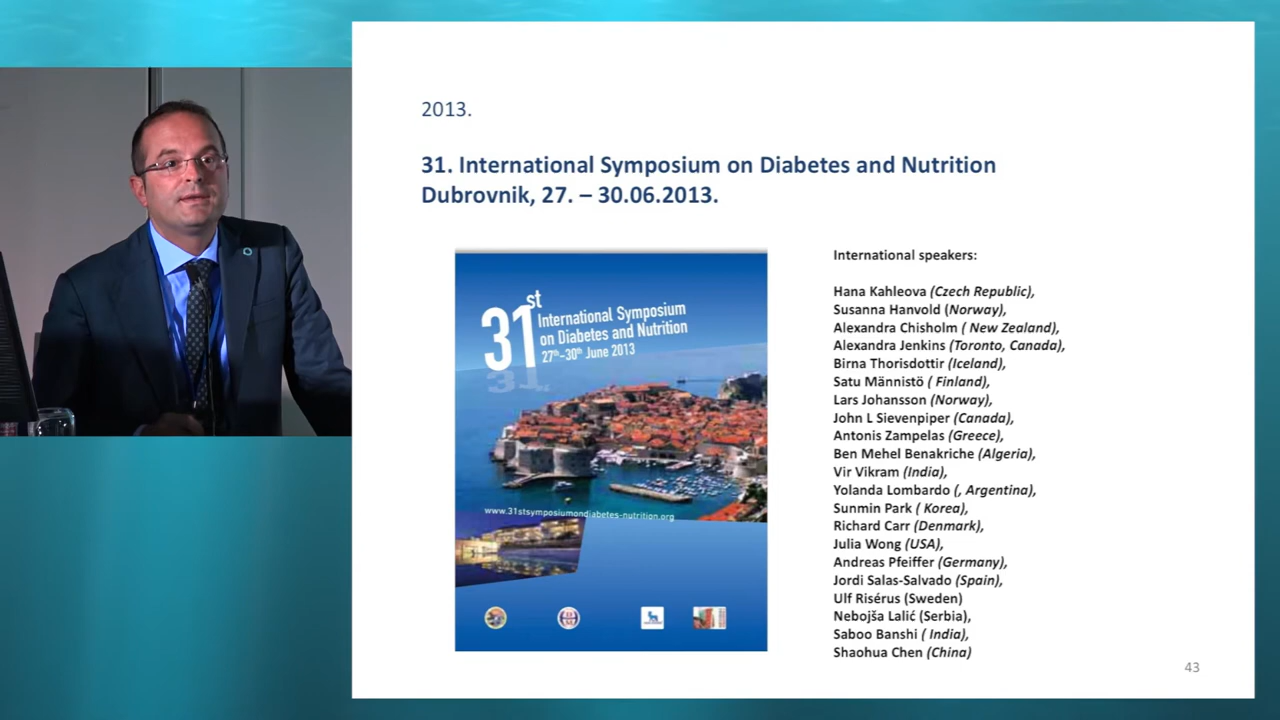 2013.
31. International Symposium on Diabetes and Nutrition
Dubrovnik, 27. – 30.06.2013.
31st
International Symposium
on Diabetes and Nutrition
27th-30th June 2013
www.31stsymposiumondiabetes-nutrition.org
International speakers:
Hana Kahleova (Czech Republic),
Susanna Hanvold (Norway),
Alexandra Chisholm ( New Zealand),
Alexandra Jenkins (Toronto, Canada),
Birna Thorisdottir (Iceland),
Satu Männistö ( Finland),
Lars Johansson (Norway),
John L Sievenpiper (Canada),
Antonis Zampelas (Greece),
Ben Mehel Benakriche (Algeria),
Vir Vikram (India),
Yolanda Lombardo (, Argentina),
Sunmin Park ( Korea),
Richard Carr (Denmark),
Julia Wong (USA),
Andreas Pfeiffer (Germany),
Jordi Salas-Salvado (Spain),
Ulf Risérus (Sweden)
Nebojša Lalić (Serbia),
Saboo Banshi ( India),
Shaohua Chen (China)
43